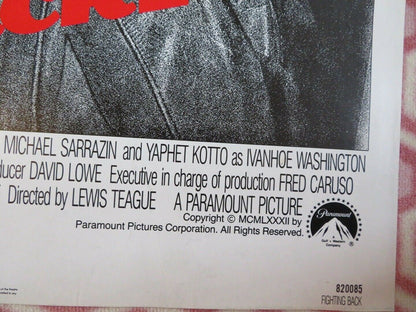 MICHAEL SARRAZIN and YAPHET KOTTO as IVANHOE WASHINGTON
ducer DAVID LOWE Executive in charge of production FRED CARUSO
Directed by LEWIS TEAGUE A PARAMOUNT PICTURE
Copyright © MCMLXXXII by
Paramount Pictures Corporation. All Rights Reserved.
Paramount
A
Gulf + Western
Company
820085
FIGHTING BACK